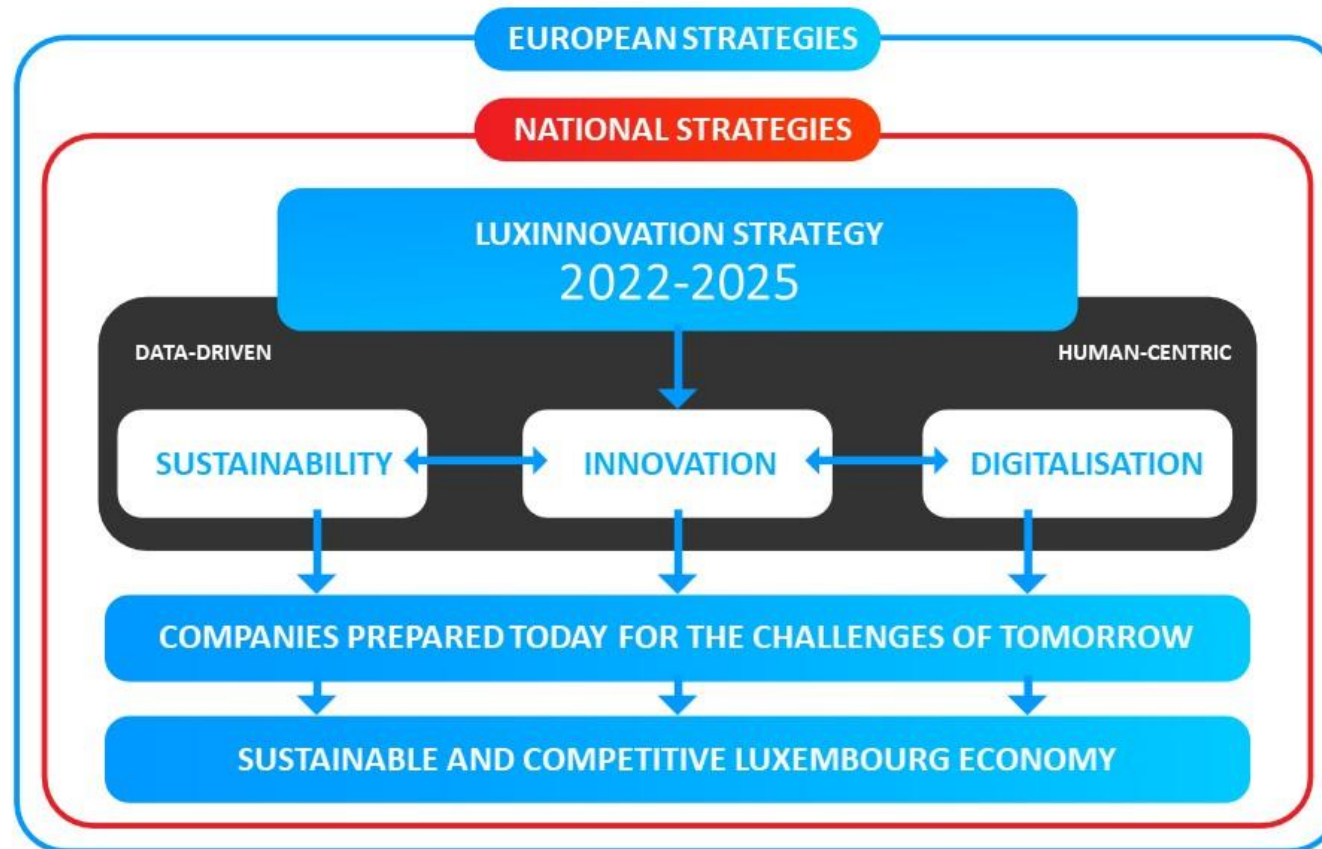 EUROPEAN STRATEGIES
NATIONAL STRATEGIES
LUXINNOVATION STRATEGY
2022-2025
DATA-DRIVEN
HUMAN-CENTRIC
SUSTAINABILITY
INNOVATION
DIGITALISATION
COMPANIES PREPARED TODAY FOR THE CHALLENGES OF TOMORROW
SUSTAINABLE AND COMPETITIVE LUXEMBOURG ECONOMY